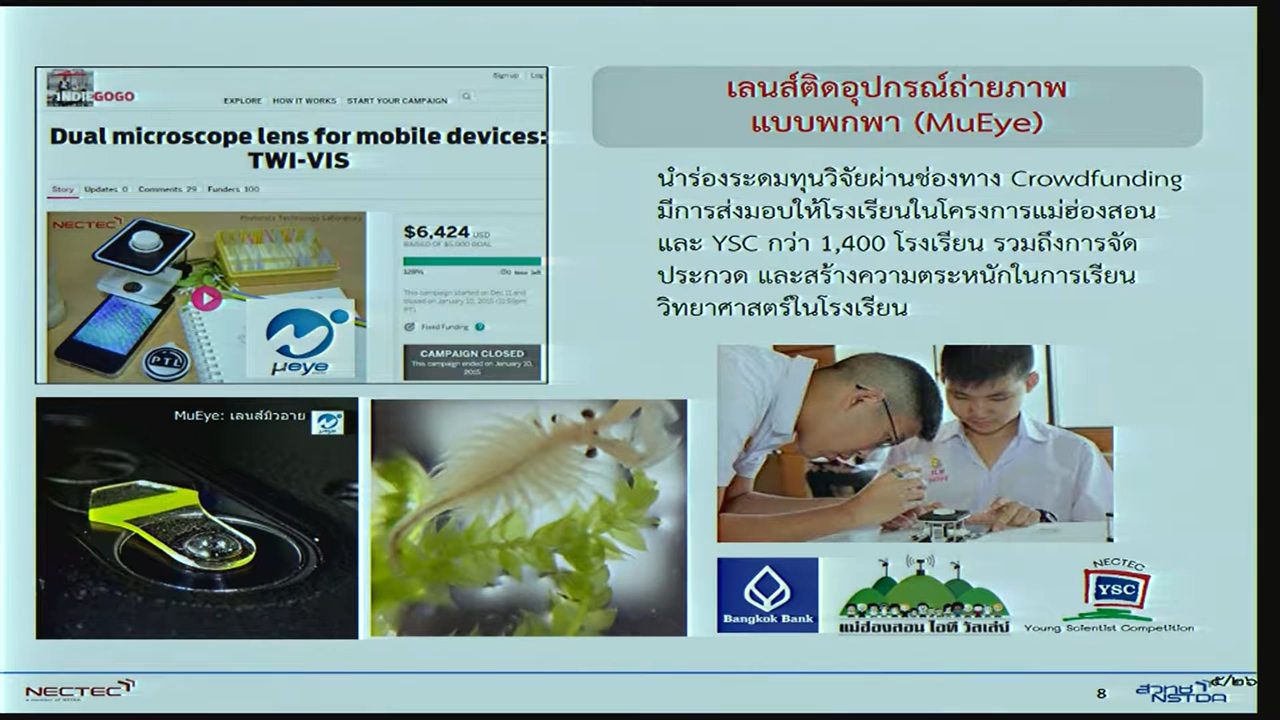 INDIEGOGO
Sign up
Log
EXPLORE HOW IT WORKS START YOUR CAMPAIGN
Dual microscope lens for mobile devices:
TWI-VIS
Story Updates 0 Comments 29 Funders 100
NECTEC
Photonics Technology Laboratory
PTL
μeye
$6,424 USD
RAISED OF $5,000 GOAL
128%
This campaign started on Dec 11 and
closed on January 10, 2015 (11:59pm
PT)
Fixed Funding
CAMPAIGN CLOSED
This campaign ended on January 10,
2015
เลนส์ติดอุปกรณ์ถ่ายภาพ
แบบพกพา (MuEye)
นำร่องระดมทุนวิจัยผ่านช่องทาง Crowdfunding
มีการส่งมอบให้โรงเรียนในโครงการแม่ฮ่องสอน
และ YSC กว่า 1,400 โรงเรียน รวมถึงการจัด
ประกวด และสร้างความตระหนักในการเรียน
วิทยาศาสตร์ในโรงเรียน
MuEye: เลนส์มิวอาย
Bangkok Bank
แม่ฮ่องสอน ไอที วัลเลย์
NECTEC
YSC
Young Scientist Competition
NECTEC
a member of NSTDA
8
สวทช
NSTDA
๕/๒๖